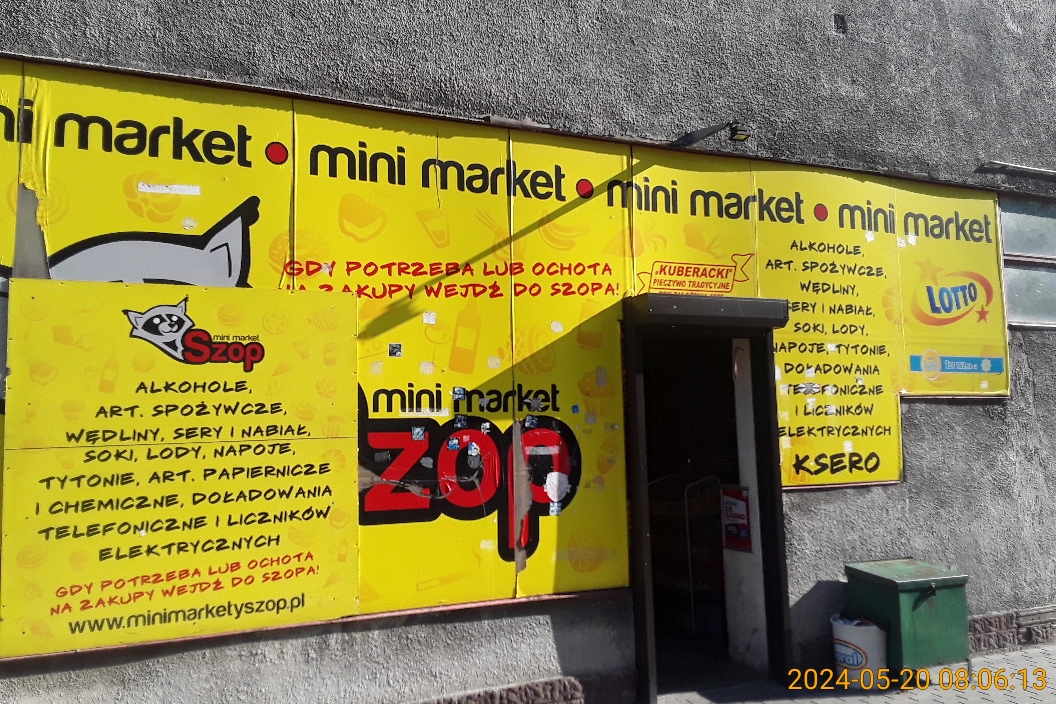 ni market • mini market • mini market • mini market
GDY POTRZEBA LUB OCHOTA
NA ZAKUPY WEJDŹ DO SZOPA!
„KUBERACKI”
PIECZYWO TRADYCYJNE
ALKOHOLE,
ART. SPOŻYWCZE,
WĘDLINY,
SERY I NABIAŁ,
SOKI, LODY,
NAPOJE, TYTONIE,
DOŁADOWANIA
TELEFONICZNE
I LICZNIKÓW
ELEKTRYCZNYCH
KSERO
LOTTO
mini market
Szop
ALKOHOLE,
ART. SPOŻYWCZE,
WĘDLINY, SERY I NABIAŁ,
SOKI, LODY, NAPOJE,
TYTONIE, ART. PAPIERNICZE
I CHEMICZNE, DOŁADOWANIA
TELEFONICZNE I LICZNIKÓW
ELEKTRYCZNYCH
GDY POTRZEBA LUB OCHOTA
NA ZAKUPY WEJDŹ DO SZOPA!
www.minimarketyszop.pl
mini market
zop
2024-05-20 08:06:13